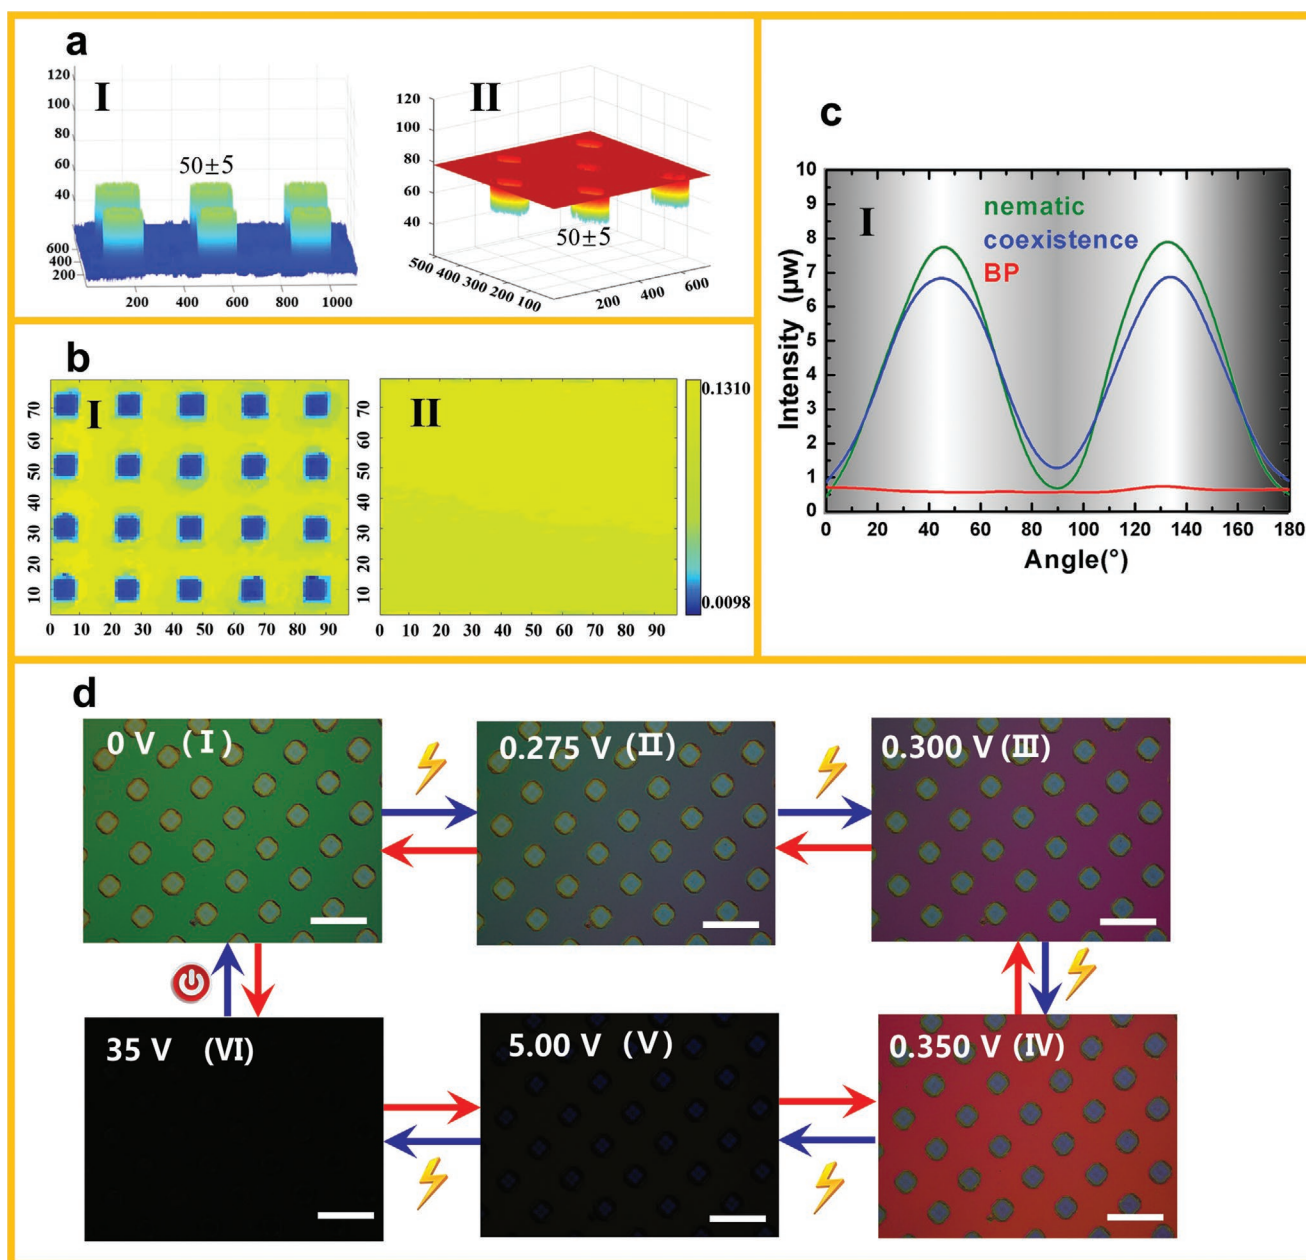 a
I
120
100
80
60
40
50±5
600
400
200
200
400
600
800
1000
II
120
100
80
60
40
50±5
500 400 300 200 100
200
400
600
b
I
70
60
50
40
30
20
10
0 10 20 30 40 50 60 70 80 90
II
70
60
50
40
30
20
10
0 10 20 30 40 50 60 70 80 90
0.1310
0.0098
c
I
nematic
coexistence
BP
Intensity (μw)
10
9
8
7
6
5
4
3
2
1
0
0 20 40 60 80 100 120 140 160 180
Angle(°)
d
0 V (I)
0.275 V (II)
0.300 V (III)
35 V (VI)
5.00 V (V)
0.350 V (IV)